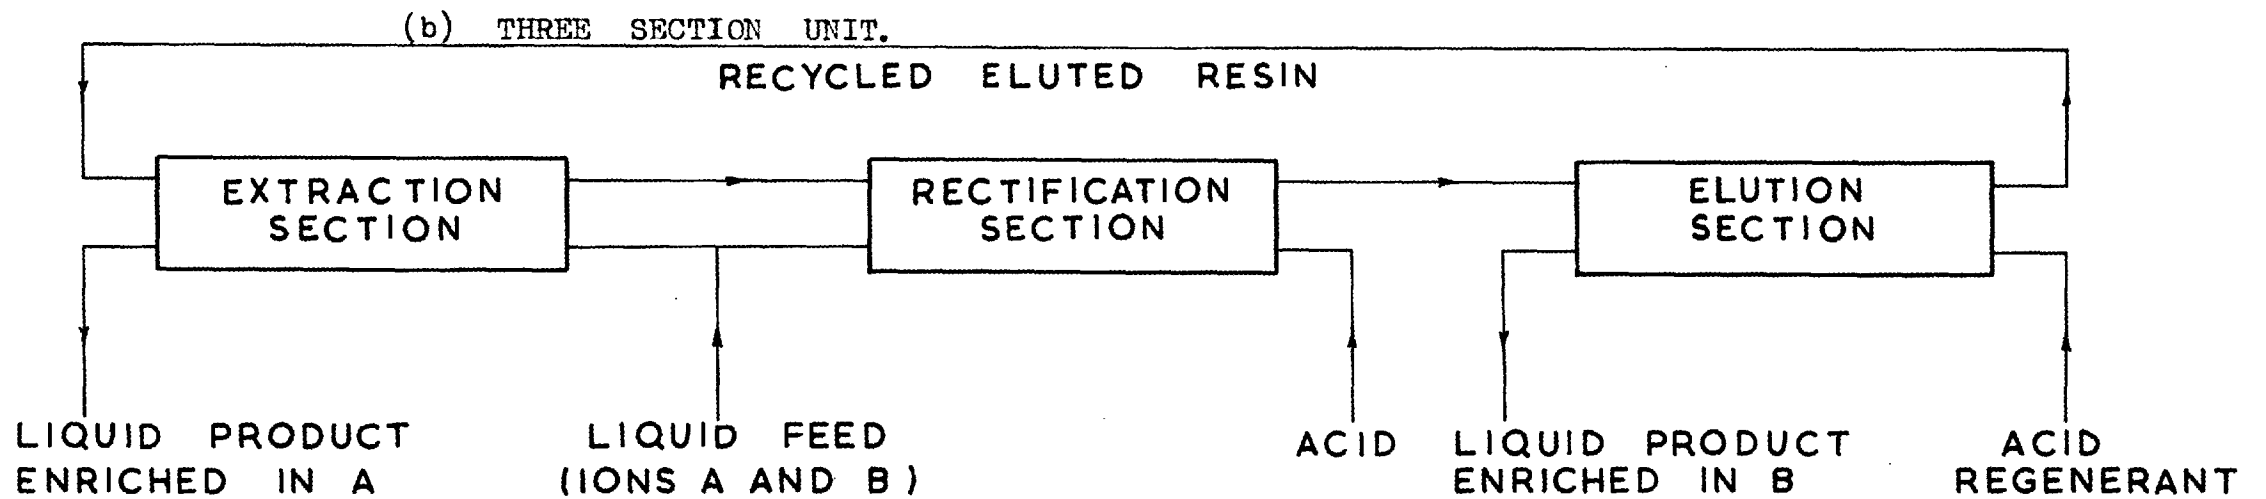 (b) THREE SECTION UNIT.
RECYCLED ELUTED RESIN
EXTRACTION
SECTION
RECTIFICATION
SECTION
ELUTION
SECTION
LIQUID PRODUCT
ENRICHED IN A
LIQUID FEED
(IONS A AND B)
ACID
LIQUID PRODUCT
ENRICHED IN B
ACID
REGENERANT